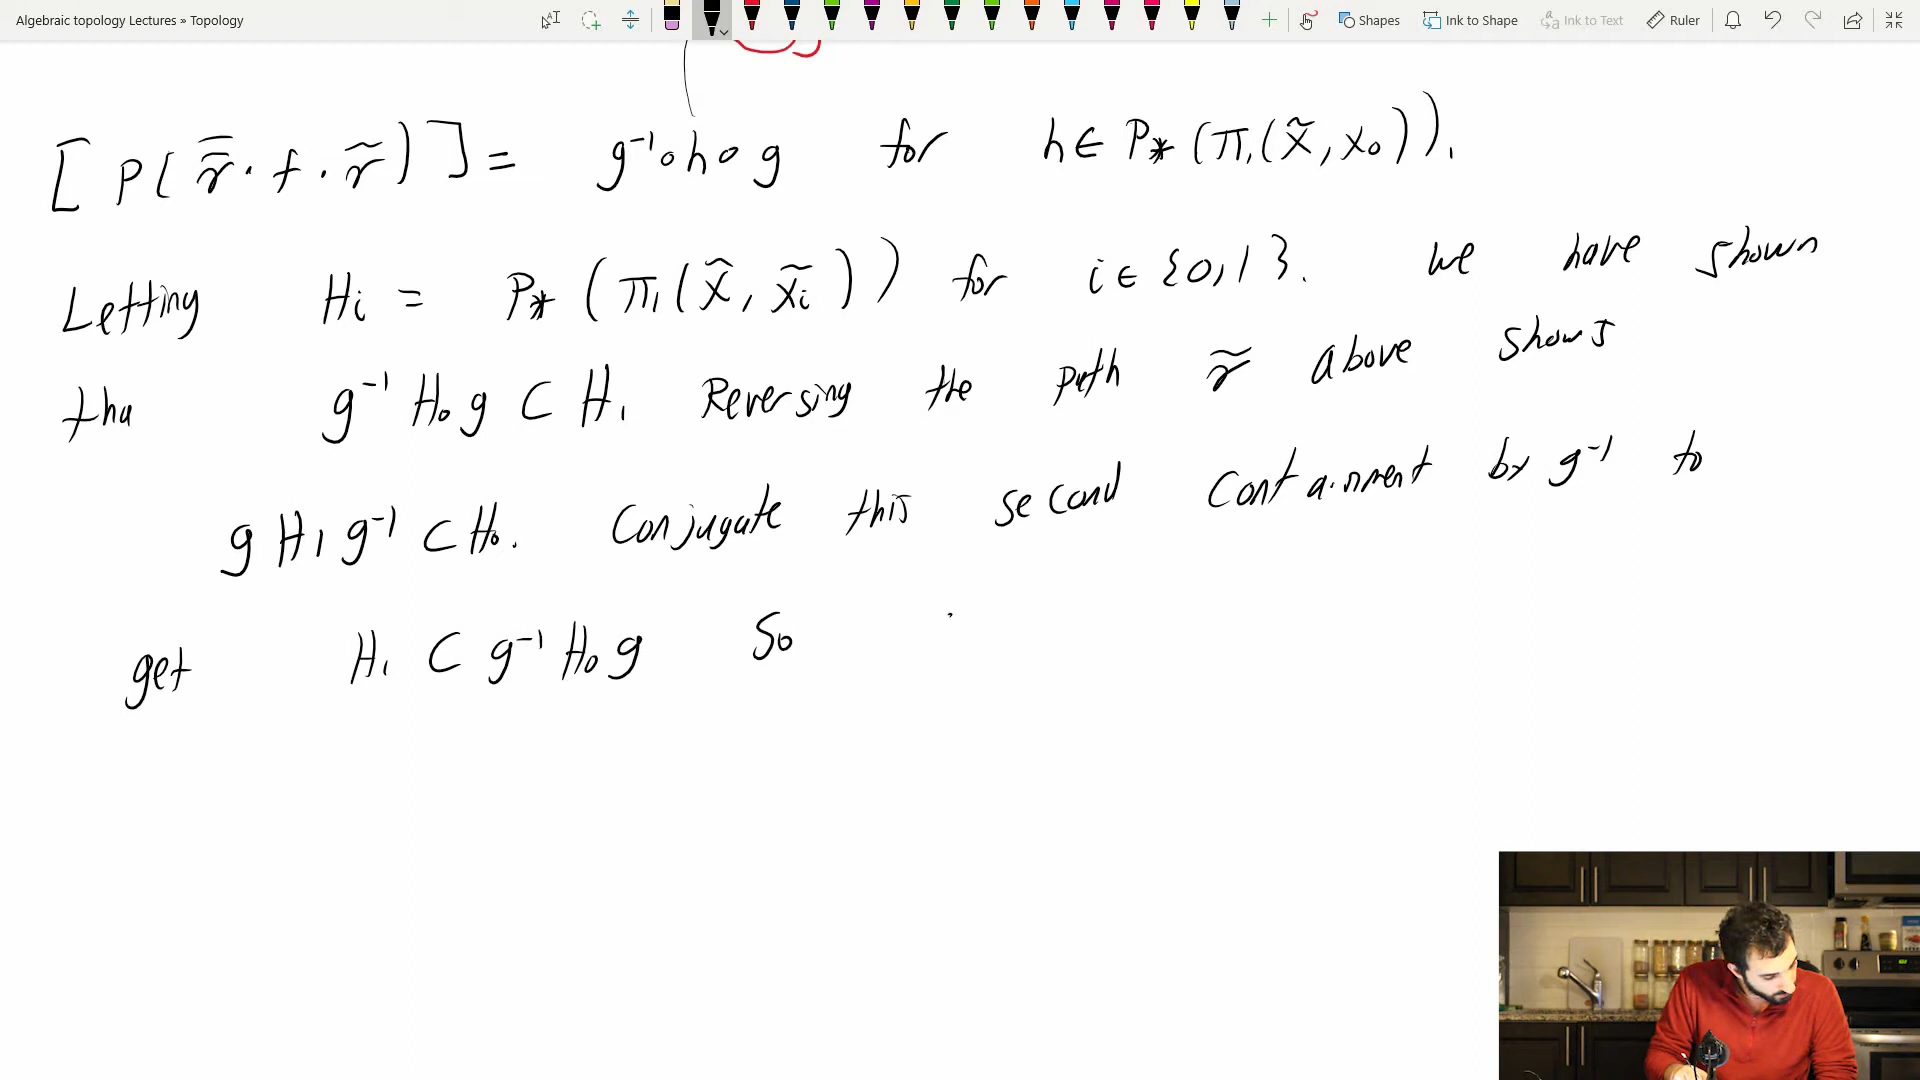 Algebraic topology Lectures » Topology
Shapes Ink to Shape Ink to Text Ruler
[P(γ̃̅ · f · γ̃)] = g⁻¹∘h∘g for h ∈ P* (π₁(x̃, x₀)).
Letting Hi = P* (π₁(x̃, x̃i)) for i ∈ {0,1}. We have shown
tha g⁻¹ H₀ g ⊂ H₁ Reversing the path γ̃ above shows
g H₁ g⁻¹ ⊂ H₀. Conjugate this second containment by g⁻¹ to
get H₁ ⊂ g⁻¹ H₀ g So